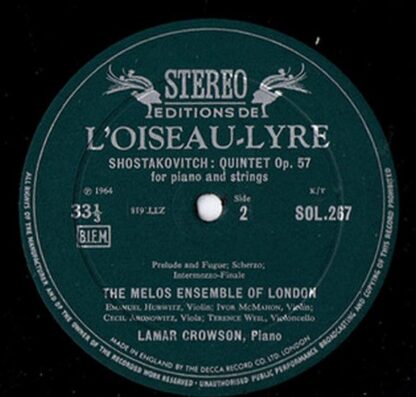 STEREO
EDITIONS DE
L'OISEAU-LYRE
SHOSTAKOVITCH: QUINTET Op. 57
for piano and strings
℗ 1964
K/T
33⅓
Side
2
SOL.267
B.I.E.M.
Prelude and Fugue; Scherzo;
Intermezzo-Finale
THE MELOS ENSEMBLE OF LONDON
EMANUEL HURWITZ, Violin; IVOR McMAHON, Violin;
CECIL ARONOWITZ, Viola; TERENCE WEIL, Violoncello
LAMAR CROWSON, Piano
MADE IN ENGLAND BY THE DECCA RECORD CO. LTD. LONDON
ALL RIGHTS OF THE MANUFACTURER AND OF THE OWNER OF THE RECORDED WORK RESERVED • UNAUTHORISED PUBLIC PERFORMANCE BROADCASTING AND COPYING OF THIS RECORD PROHIBITED